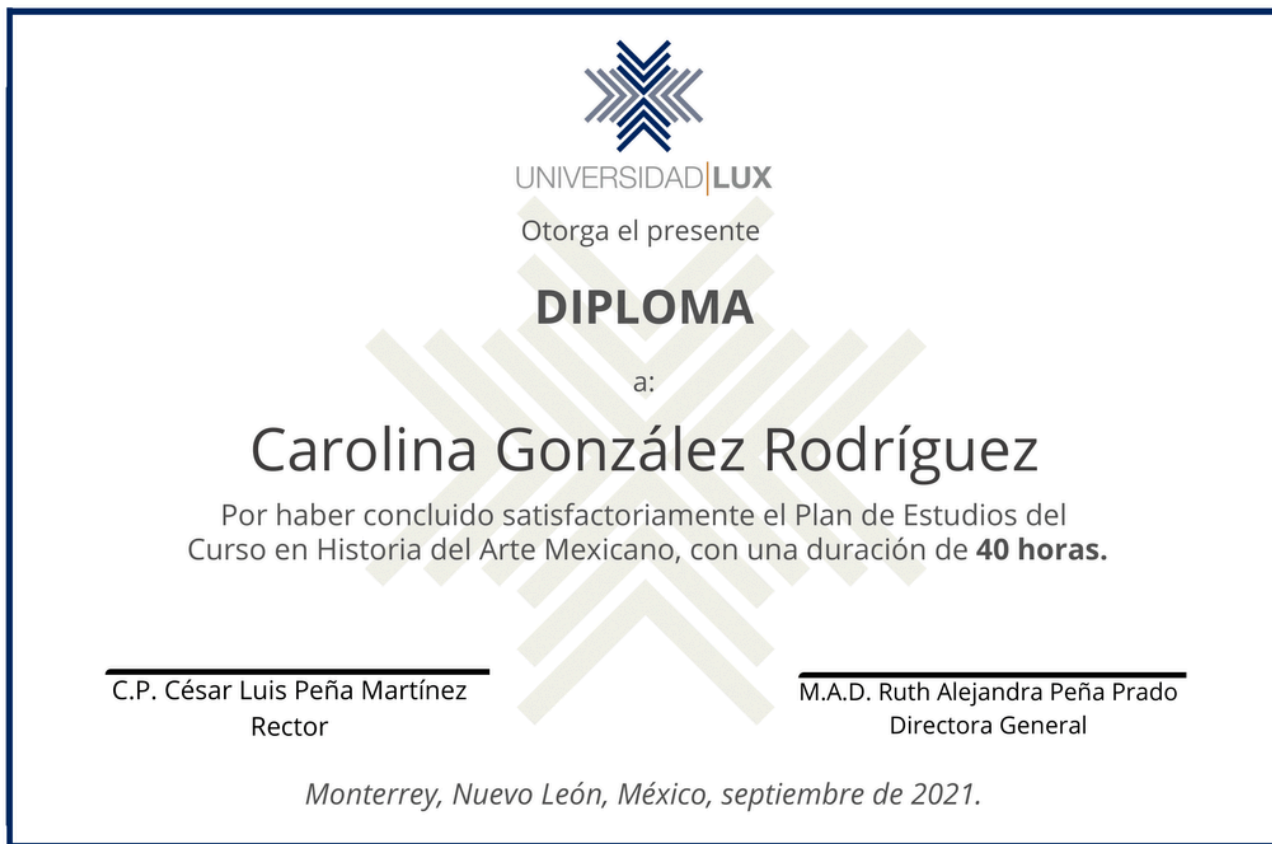 UNIVERSIDAD|LUX
Otorga el presente
DIPLOMA
a:
Carolina González Rodríguez
Por haber concluido satisfactoriamente el Plan de Estudios del
Curso en Historia del Arte Mexicano, con una duración de 40 horas.
C.P. César Luis Peña Martínez
Rector
M.A.D. Ruth Alejandra Peña Prado
Directora General
Monterrey, Nuevo León, México, septiembre de 2021.